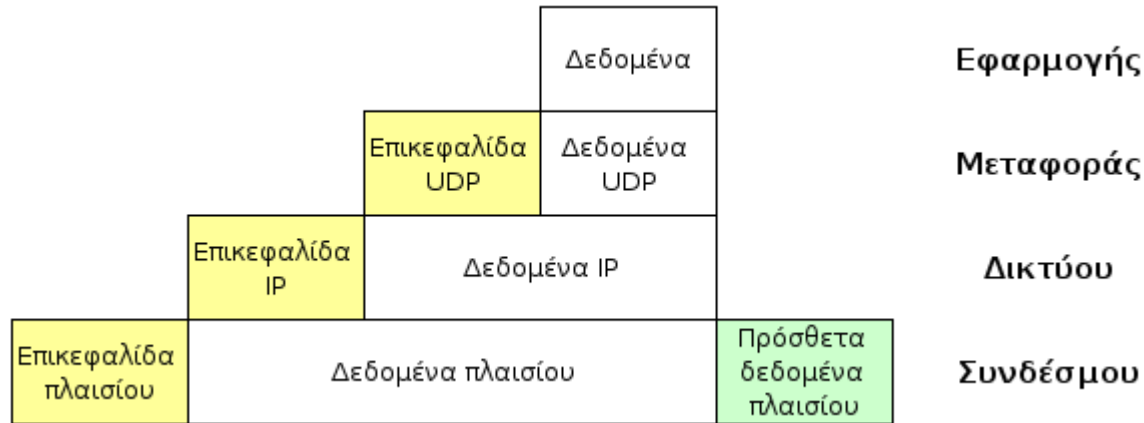 Δεδομένα
Εφαρμογής
Επικεφαλίδα
UDP
Δεδομένα
UDP
Μεταφοράς
Επικεφαλίδα
IP
Δεδομένα IP
Δικτύου
Επικεφαλίδα
πλαισίου
Δεδομένα πλαισίου
Πρόσθετα
δεδομένα
πλαισίου
Συνδέσμου